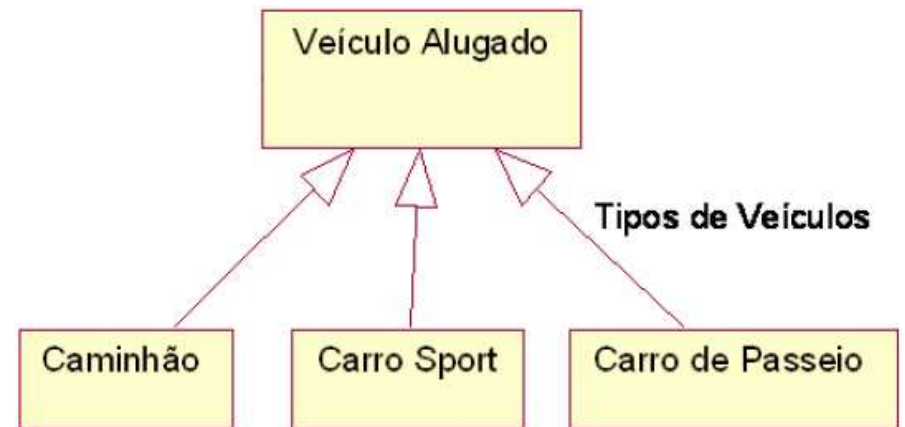 Veículo Alugado
Tipos de Veículos
Caminhão
Carro Sport
Carro de Passeio